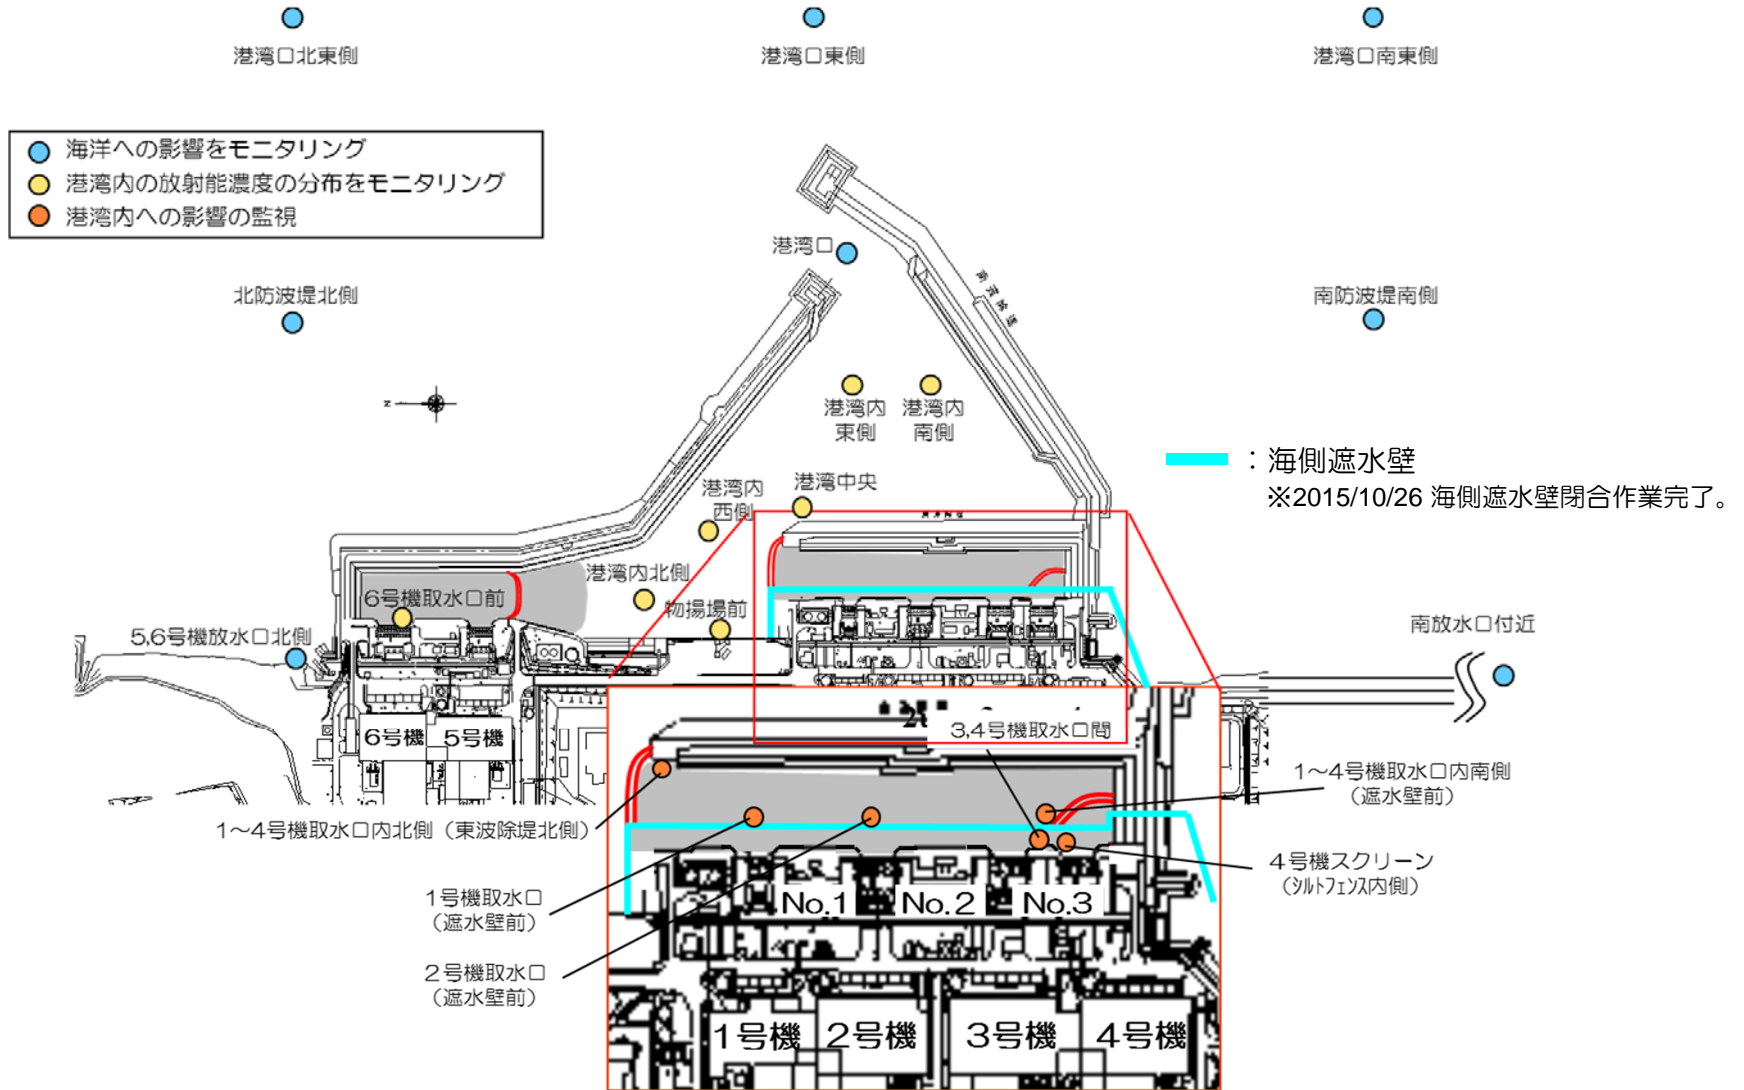 港湾口北東側
港湾口東側
港湾口南東側
海洋への影響をモニタリング
港湾内の放射能濃度の分布をモニタリング
港湾内への影響の監視
港湾口
北防波堤北側
南防波堤南側
南防波堤
N
港湾内
東側
港湾内
南側
：海側遮水壁
※2015/10/26 海側遮水壁閉合作業完了。
港湾内
西側
港湾中央
港湾内北側
6号機取水口前
物揚場前
5,6号機放水口北側
南放水口付近
6号機
5号機
3,4号機取水口間
1～4号機取水口内南側
（遮水壁前）
1～4号機取水口内北側（東波除堤北側）
4号機スクリーン
（シルトフェンス内側）
1号機取水口
（遮水壁前）
No.1
No.2
No.3
2号機取水口
（遮水壁前）
1号機
2号機
3号機
4号機